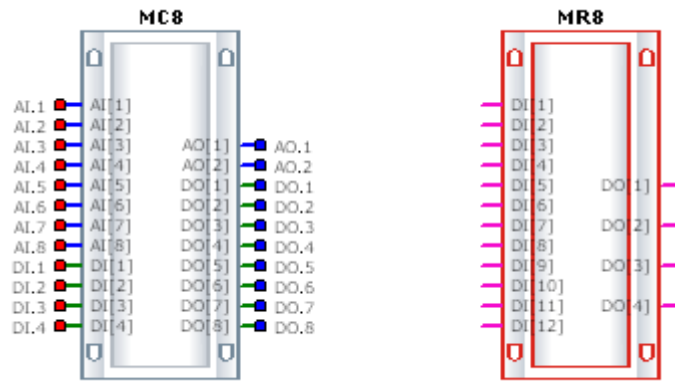 MC8 MR8
AI.1 AI[1] DI[1]
AI.2 AI[2] DI[2]
AI.3 AI[3] AO[1] AO.1 DI[3]
AI.4 AI[4] AO[2] AO.2 DI[4]
AI.5 AI[5] DO[1] DO.1 DI[5] DO[1]
AI.6 AI[6] DO[2] DO.2 DI[6]
AI.7 AI[7] DO[3] DO.3 DI[7] DO[2]
AI.8 AI[8] DO[4] DO.4 DI[8]
DI.1 DI[1] DO[5] DO.5 DI[9] DO[3]
DI.2 DI[2] DO[6] DO.6 DI[10]
DI.3 DI[3] DO[7] DO.7 DI[11] DO[4]
DI.4 DI[4] DO[8] DO.8 DI[12]